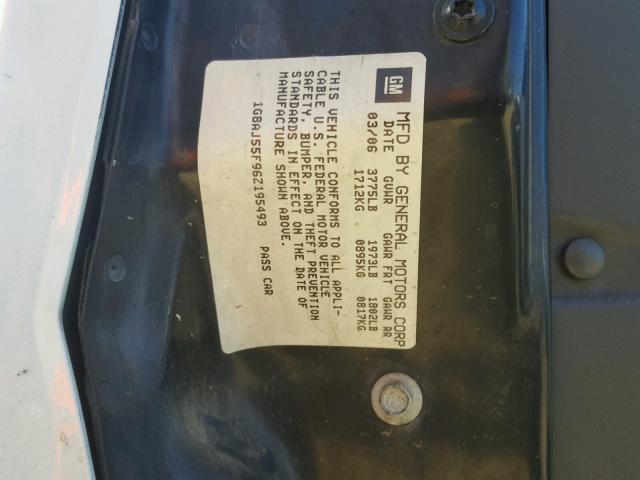 GM MFD BY GENERAL MOTORS CORP
DATE GVWR GAWR FRT GAWR RR
03/06 3775LB 1973LB 1802LB
1712KG 0895KG 0817KG
THIS VEHICLE CONFORMS TO ALL APPLI-
CABLE U.S. FEDERAL MOTOR VEHICLE
SAFETY, BUMPER, AND THEFT PREVENTION
STANDARDS IN EFFECT ON THE DATE OF
MANUFACTURE SHOWN ABOVE.
1G8AJ55F96Z195493 PASS CAR